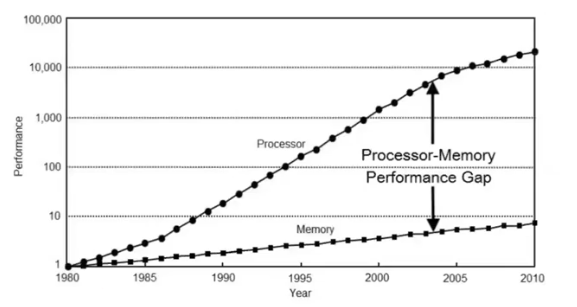 100,000
10,000
1,000
100
10
1
Performance
Processor
Processor-Memory
Performance Gap
Memory
1980 1985 1990 1995 2000 2005 2010
Year